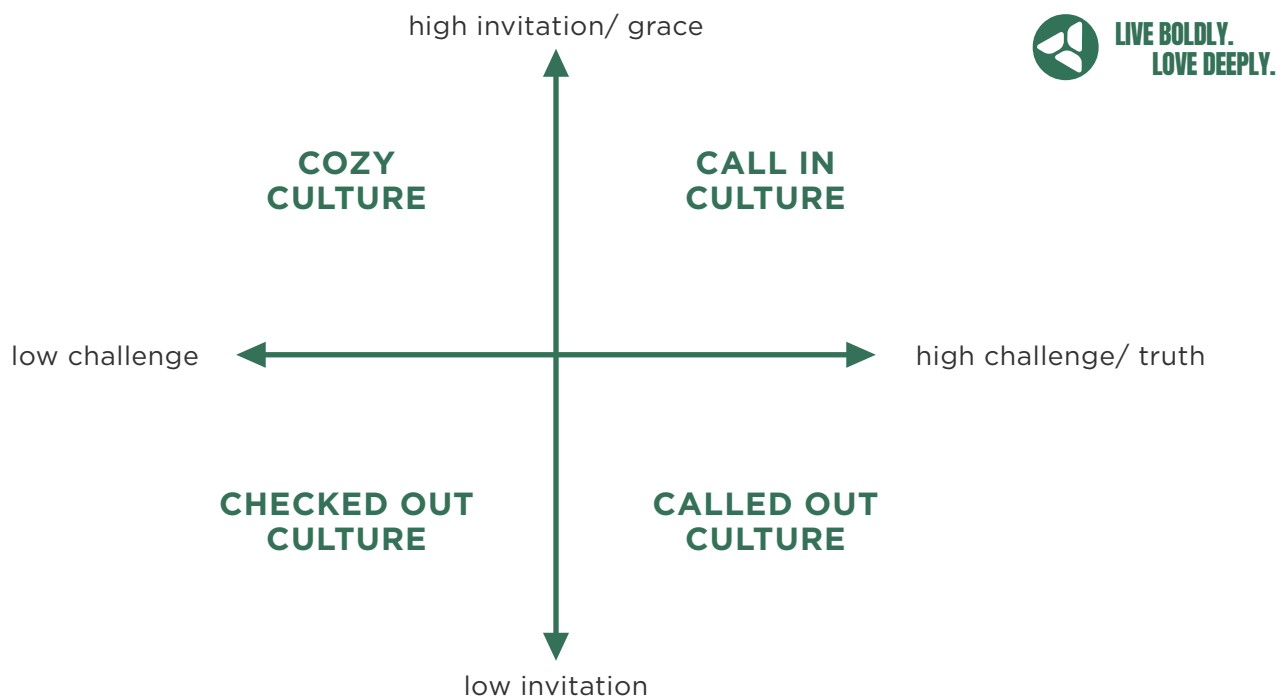 high invitation/ grace
LIVE BOLDLY.
LOVE DEEPLY.
COZY
CULTURE
CALL IN
CULTURE
low challenge
high challenge/ truth
CHECKED OUT
CULTURE
CALLED OUT
CULTURE
low invitation